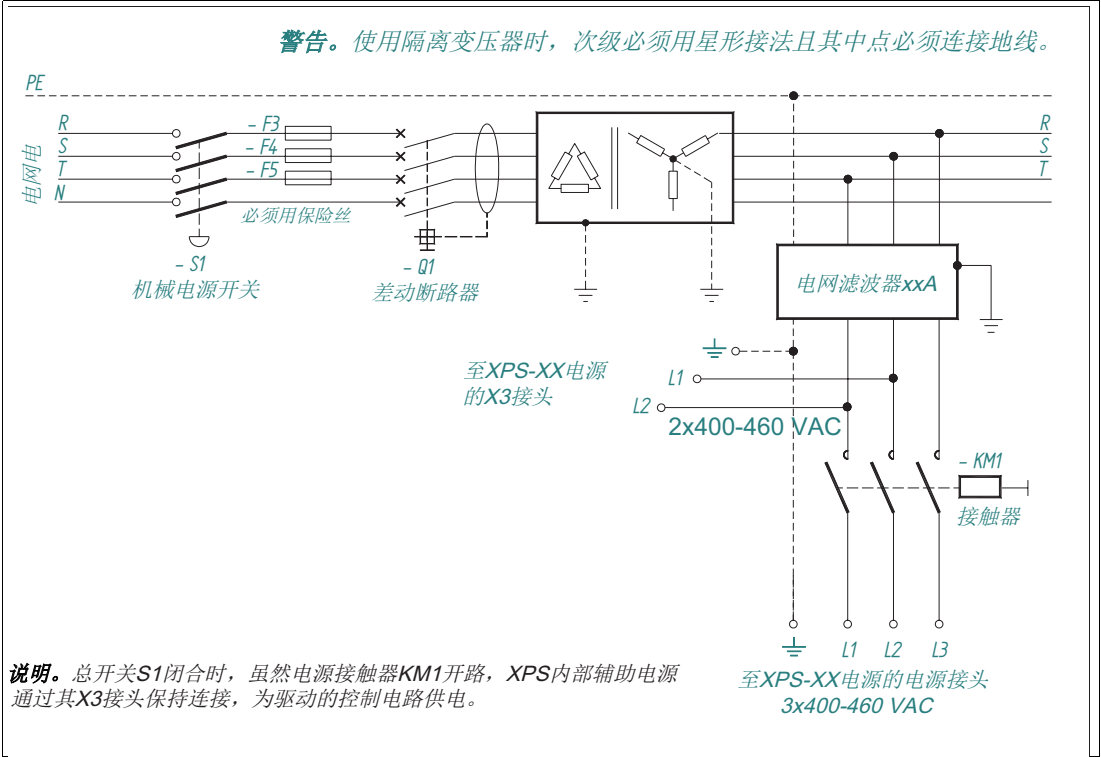 警告。使用隔离变压器时，次级必须用星形接法且其中点必须连接地线。
PE
R
S
T
N
电网电
- F3
- F4
- F5
必须用保险丝
R
S
T
- S1
机械电源开关
- Q1
差动断路器
电网滤波器xxA
至XPS-XX电源
的X3接头
L1
L2
2x400-460 VAC
- KM1
接触器
L1 L2 L3
至XPS-XX电源的电源接头
3x400-460 VAC
说明。总开关S1闭合时，虽然电源接触器KM1开路，XPS内部辅助电源
通过其X3接头保持连接，为驱动的控制电路供电。